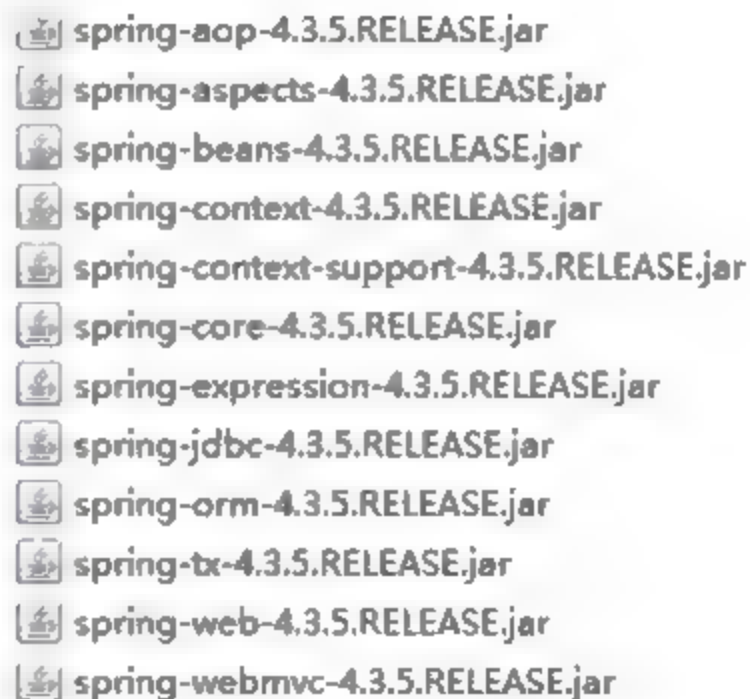 spring-aop-4.3.5.RELEASE.jar
spring-aspects-4.3.5.RELEASE.jar
spring-beans-4.3.5.RELEASE.jar
spring-context-4.3.5.RELEASE.jar
spring-context-support-4.3.5.RELEASE.jar
spring-core-4.3.5.RELEASE.jar
spring-expression-4.3.5.RELEASE.jar
spring-jdbc-4.3.5.RELEASE.jar
spring-orm-4.3.5.RELEASE.jar
spring-tx-4.3.5.RELEASE.jar
spring-web-4.3.5.RELEASE.jar
spring-webmvc-4.3.5.RELEASE.jar